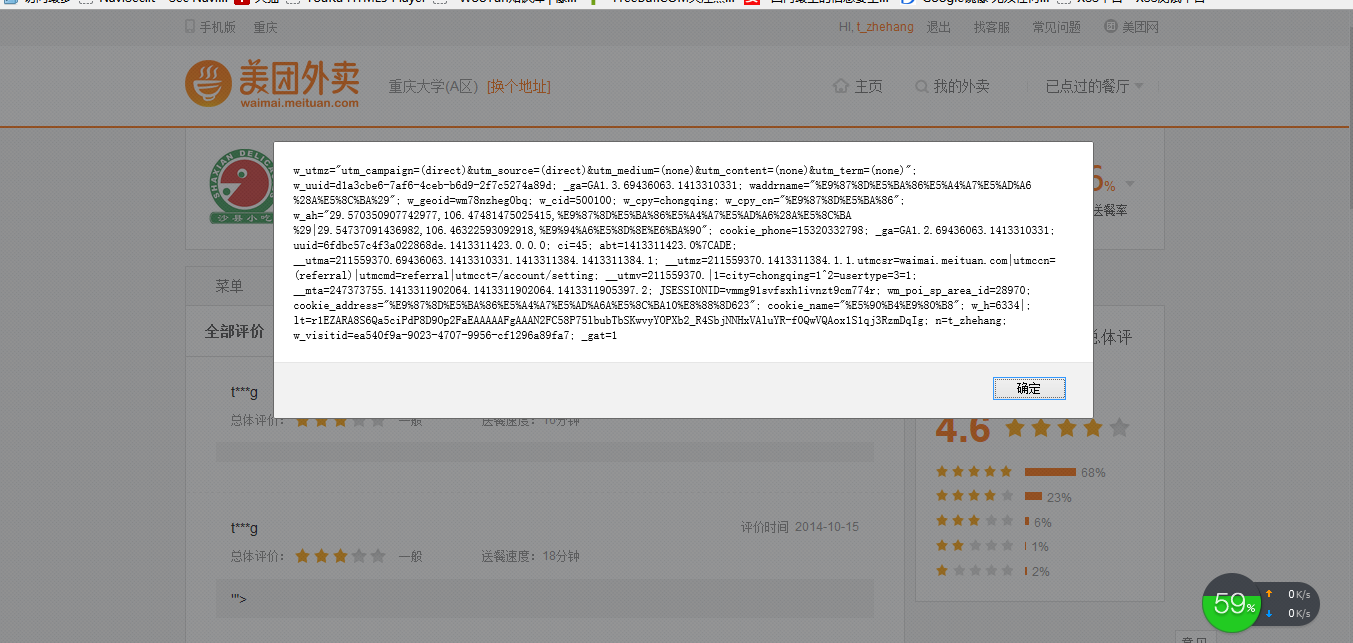 手机版 重庆 Hi, t_zhehang 退出 找客服 常见问题 美团网
美团外卖
waimai.meituan.com
重庆大学(A区) [换个地址] 主页 我的外卖 已点过的餐厅
SHAXIAN DELICA
沙县小吃
%
送餐率
w_utmz="utm_campaign=(direct)&utm_source=(direct)&utm_medium=(none)&utm_content=(none)&utm_term=(none)";
w_uuid=d1a3cbe6-7af6-4ceb-b6d9-2f7c5274a89d; _ga=GA1.3.69436063.1413310331; waddrname="%E9%87%8D%E5%BA%86%E5%A4%A7%E5%AD%A6
%28A%E5%8C%BA%29"; w_geoid=wm78nzheg0bq; w_cid=500100; w_cpy=chongqing; w_cpy_cn="%E9%87%8D%E5%BA%86";
w_ah="29.570350907742977,106.47481475025415,%E9%87%8D%E5%BA%86%E5%A4%A7%E5%AD%A6%28A%E5%8C%BA
%29|29.54737091436982,106.46322593092918,%E9%94%A6%E5%8D%8E%E6%BA%90"; cookie_phone=15320332798; _ga=GA1.2.69436063.1413310331;
uuid=6fdbc57c4f3a022868de.1413311423.0.0.0; ci=45; abt=1413311423.0%7CADE;
__utma=211559370.69436063.1413310331.1413311384.1413311384.1; __utmz=211559370.1413311384.1.1.utmcsr=waimai.meituan.com|utmccn=
(referral)|utmcmd=referral|utmcct=/account/setting; __utmv=211559370.|1=city=chongqing=1^2=usertype=3=1;
__mta=247373755.1413311902064.1413311902064.1413311905397.2; JSESSIONID=vmmg91svfsxh1ivnzt9cm774r; wm_poi_sp_area_id=28970;
cookie_address="%E9%87%8D%E5%BA%86%E5%A4%A7%E5%AD%A6A%E5%8C%BA10%E8%88%8D623"; cookie_name="%E5%90%B4%E9%80%B8"; w_h=6334|;
lt=r1EZARA8S6Qa5ciPdP8D9Op2FaEAAAAAFgAAAN2FC58P75lbubTbSKwvyY0PXb2_R4SbjNNHxVAluYR-f0QwVQAox1S1qj3RzmDqIg; n=t_zhehang;
w_visitid=ea540f9a-9023-4707-9956-cf1296a89fa7; _gat=1
确定
菜单
全部评价
总体评
t***g
总体评价: 一般 送餐速度: 10分钟
4.6
68%
23%
6%
1%
2%
t***g 评价时间 2014-10-15
总体评价: 一般 送餐速度: 18分钟
'">
59% 0K/s
0K/s
意见